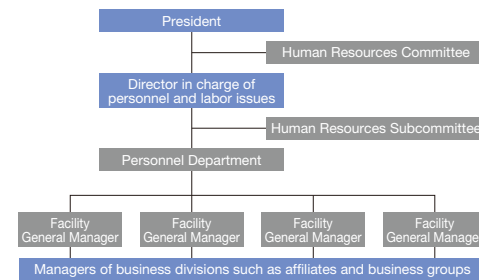 President
Human Resources Committee
Director in charge of
personnel and labor issues
Human Resources Subcommittee
Personnel Department
Facility
General Manager
Facility
General Manager
Facility
General Manager
Facility
General Manager
Managers of business divisions such as affiliates and business groups